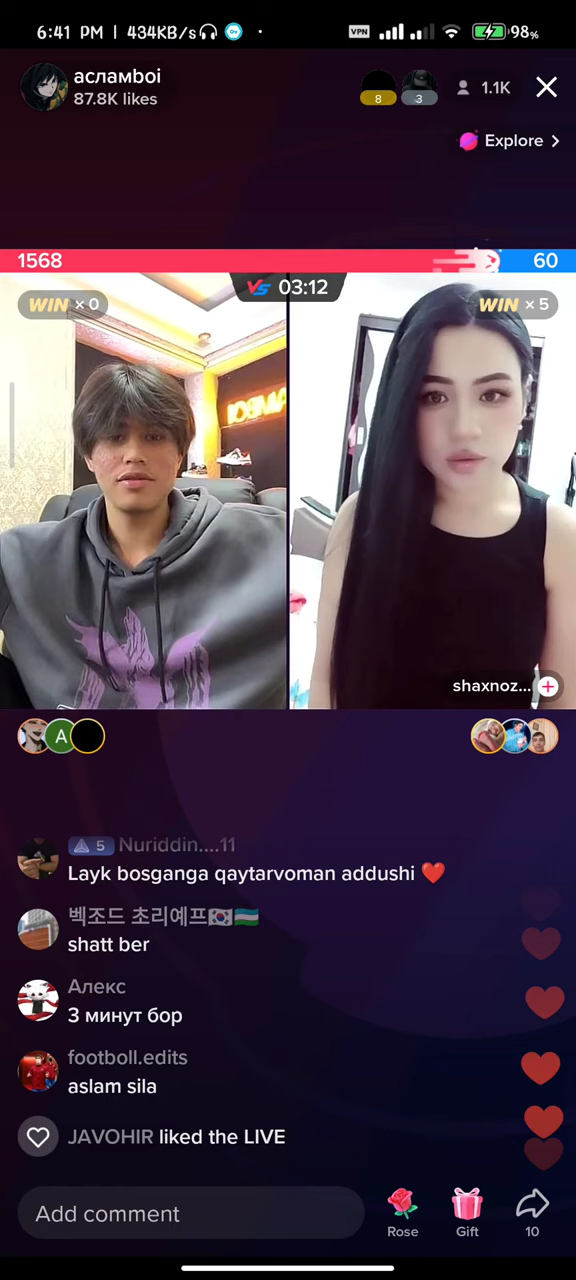 6:41 PM | 434KB/s
VPN
98%
асламboi
87.8K likes
8
3
1.1K
Explore
1568
60
VS 03:12
WIN × 0
WIN × 5
shaxnoz...
A
5 Nuriddin....11
Layk bosganga qaytarvoman addushi
벡조드 초리예프
shatt ber
Алекс
3 минут бор
footboll.edits
aslam sila
JAVOHIR liked the LIVE
Add comment
Rose
Gift
10